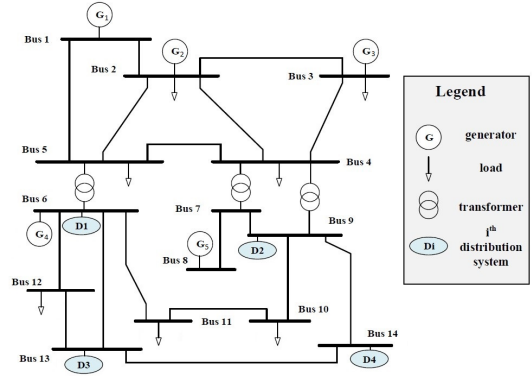 G1
Bus 1
G2
G3
Bus 2
Bus 3
Legend
G
generator
load
transformer
Di
ith
distribution
system
Bus 5
Bus 4
Bus 6
Bus 7
D1
G4
Bus 9
G5
D2
Bus 8
Bus 12
Bus 11
Bus 10
Bus 14
Bus 13
D3
D4